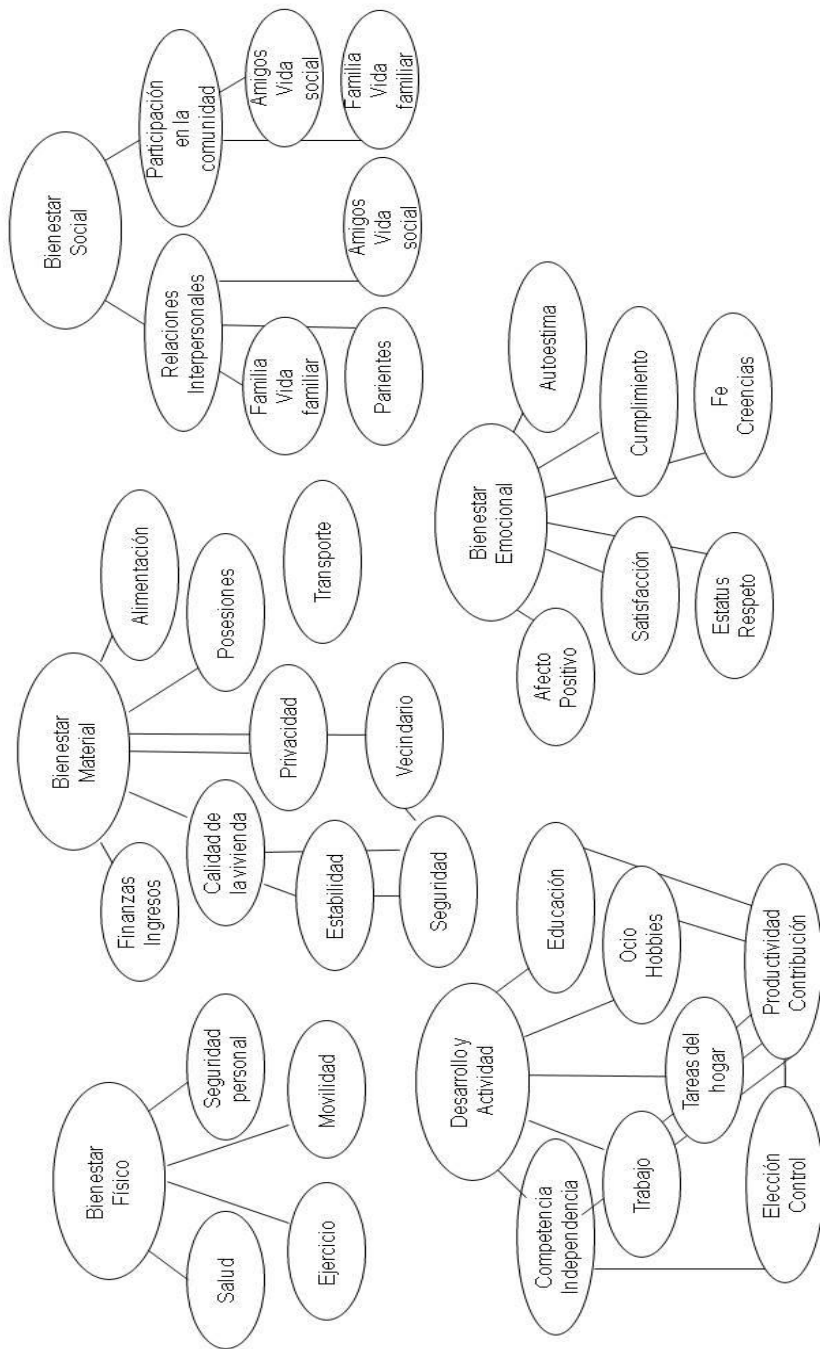 Bienestar
Físico
Salud
Seguridad
personal
Ejercicio
Movilidad
Bienestar
Material
Finanzas
Ingresos
Alimentación
Calidad de
la vivienda
Posesiones
Privacidad
Transporte
Estabilidad
Vecindario
Seguridad
Bienestar
Social
Relaciones
Interpersonales
Participación
en la
comunidad
Familia
Vida
familiar
Amigos
Vida
social
Parientes
Amigos
Vida
social
Familia
Vida
familiar
Desarrollo y
Actividad
Competencia
Independencia
Educación
Trabajo
Ocio
Hobbies
Tareas del
hogar
Elección
Control
Productividad
Contribución
Bienestar
Emocional
Afecto
Positivo
Autoestima
Satisfacción
Cumplimiento
Estatus
Respeto
Fe
Creencias